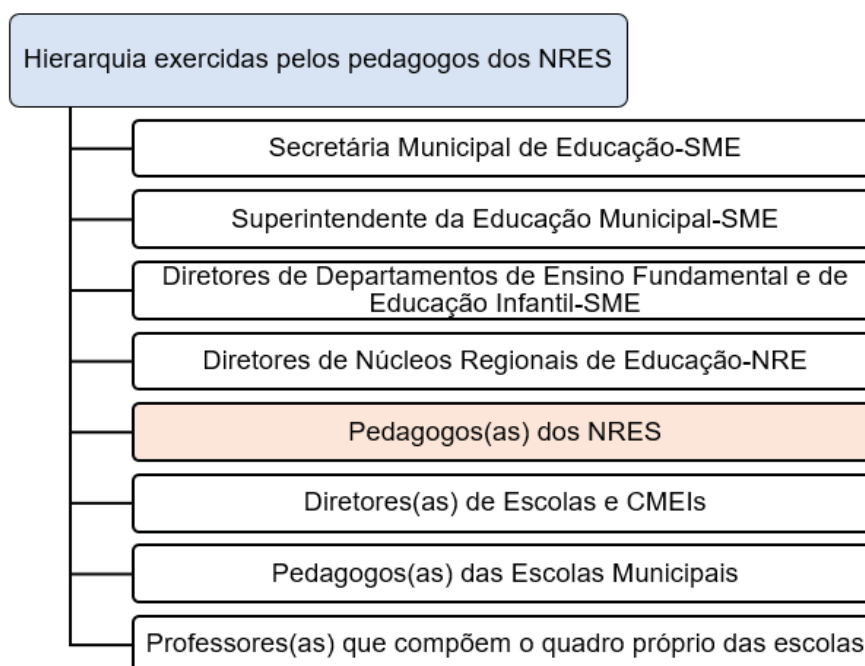 Hierarquia exercidas pelos pedagogos dos NRES
Secretária Municipal de Educação-SME
Superintendente da Educação Municipal-SME
Diretores de Departamentos de Ensino Fundamental e de
Educação Infantil-SME
Diretores de Núcleos Regionais de Educação-NRE
Pedagogos(as) dos NRES
Diretores(as) de Escolas e CMEIs
Pedagogos(as) das Escolas Municipais
Professores(as) que compõem o quadro próprio das escolas